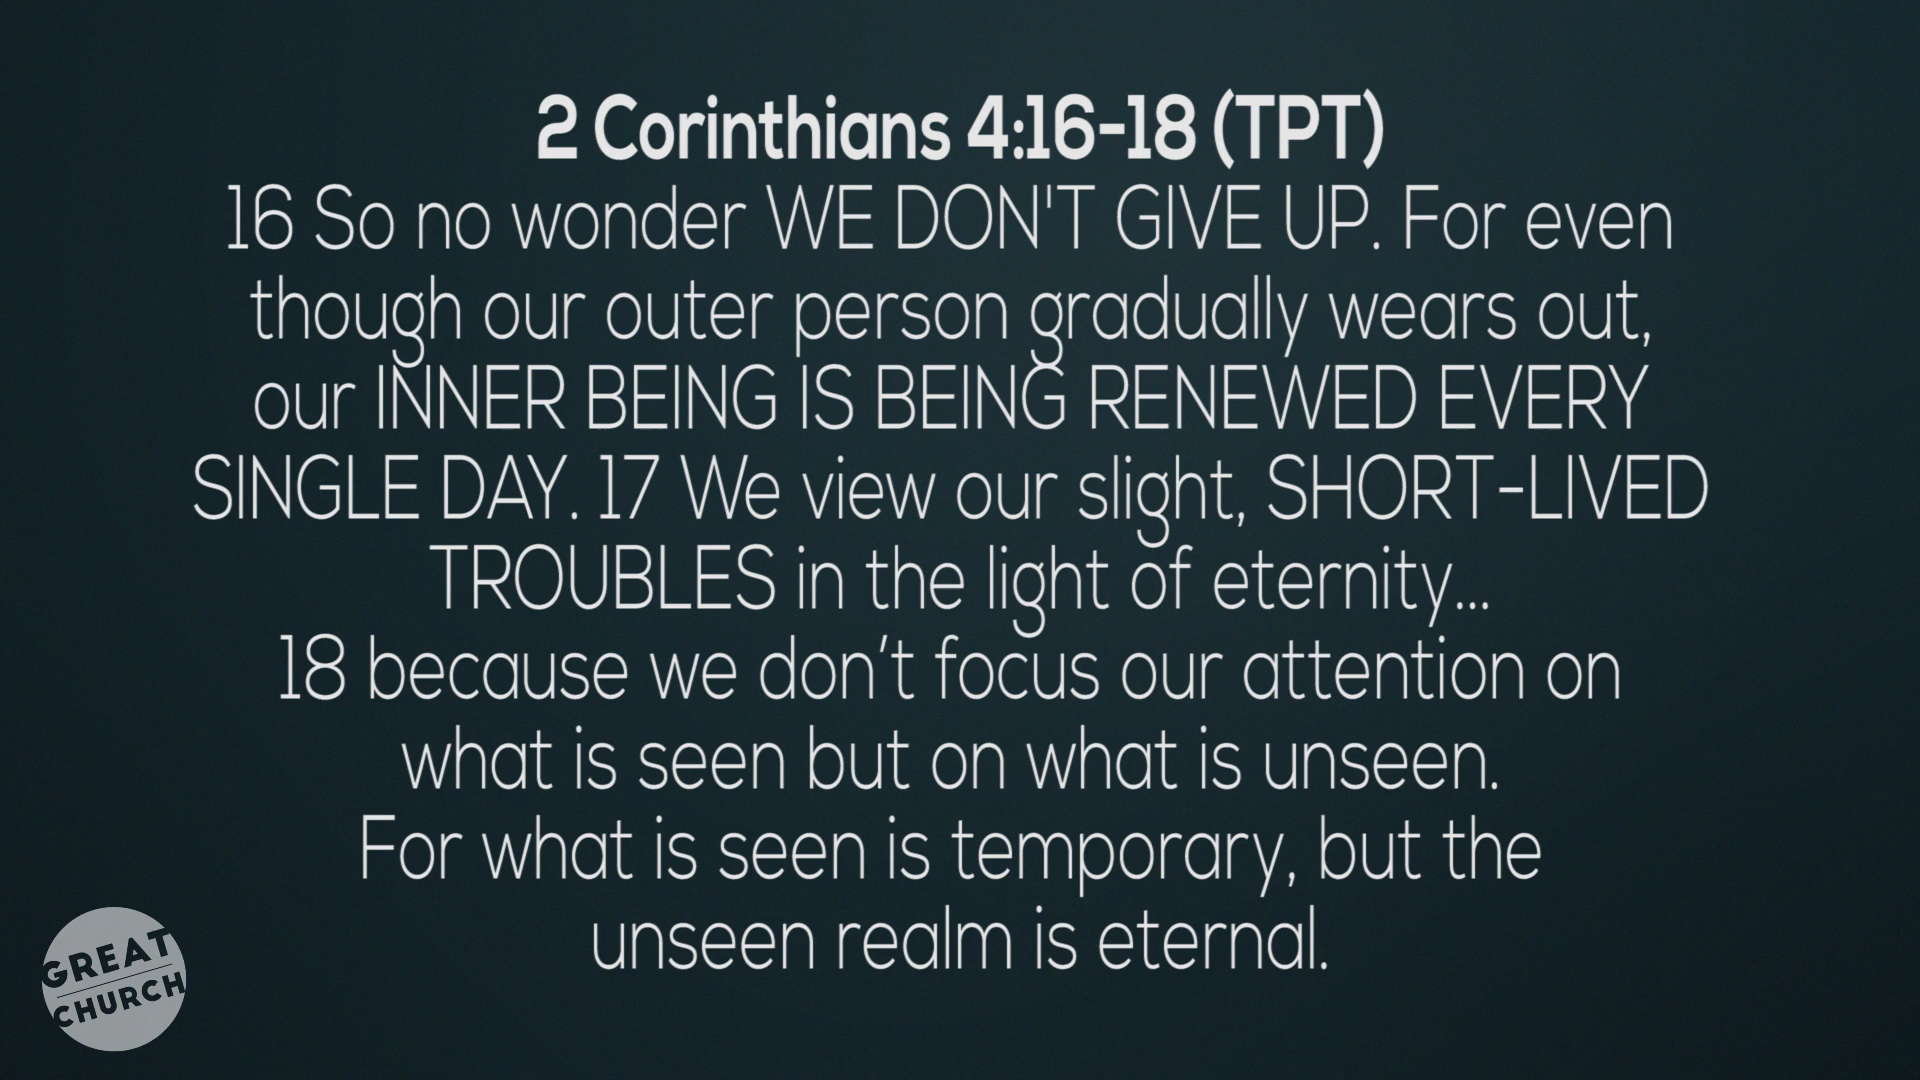 2 Corinthians 4:16-18 (TPT)
16 So no wonder WE DON'T GIVE UP. For even
though our outer person gradually wears out,
our INNER BEING IS BEING RENEWED EVERY
SINGLE DAY. 17 We view our slight, SHORT-LIVED
TROUBLES in the light of eternity...
18 because we don’t focus our attention on
what is seen but on what is unseen.
For what is seen is temporary, but the
unseen realm is eternal.
GREAT
CHURCH